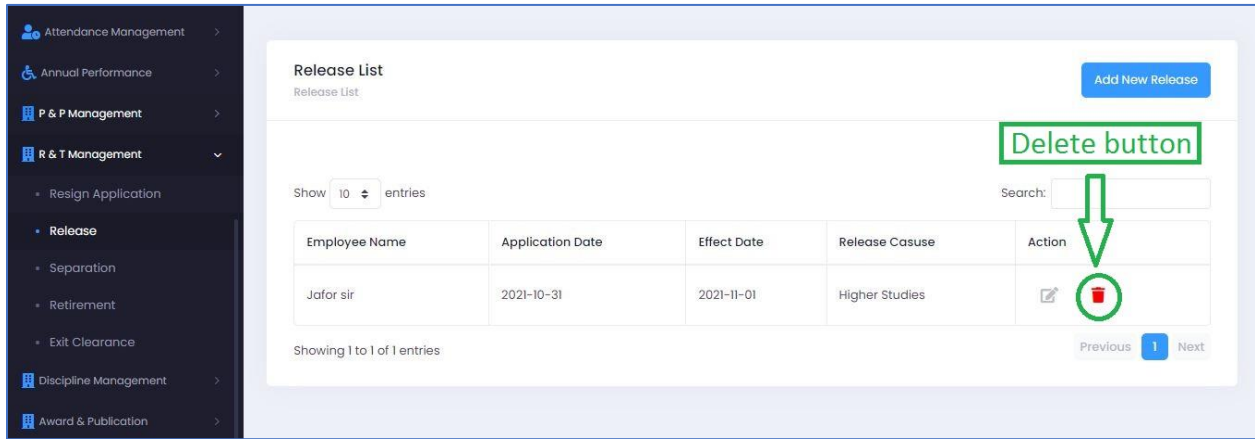 Attendance Management
Annual Performance
P & P Management
R & T Management
Resign Application
Release
Separation
Retirement
Exit Clearance
Discipline Management
Award & Publication
Release List
Release List
Add New Release
Delete button
Show 10 entries
Search:
Employee Name Application Date Effect Date Release Casuse Action
Jafor sir 2021-10-31 2021-11-01 Higher Studies
Showing 1 to 1 of 1 entries
Previous 1 Next